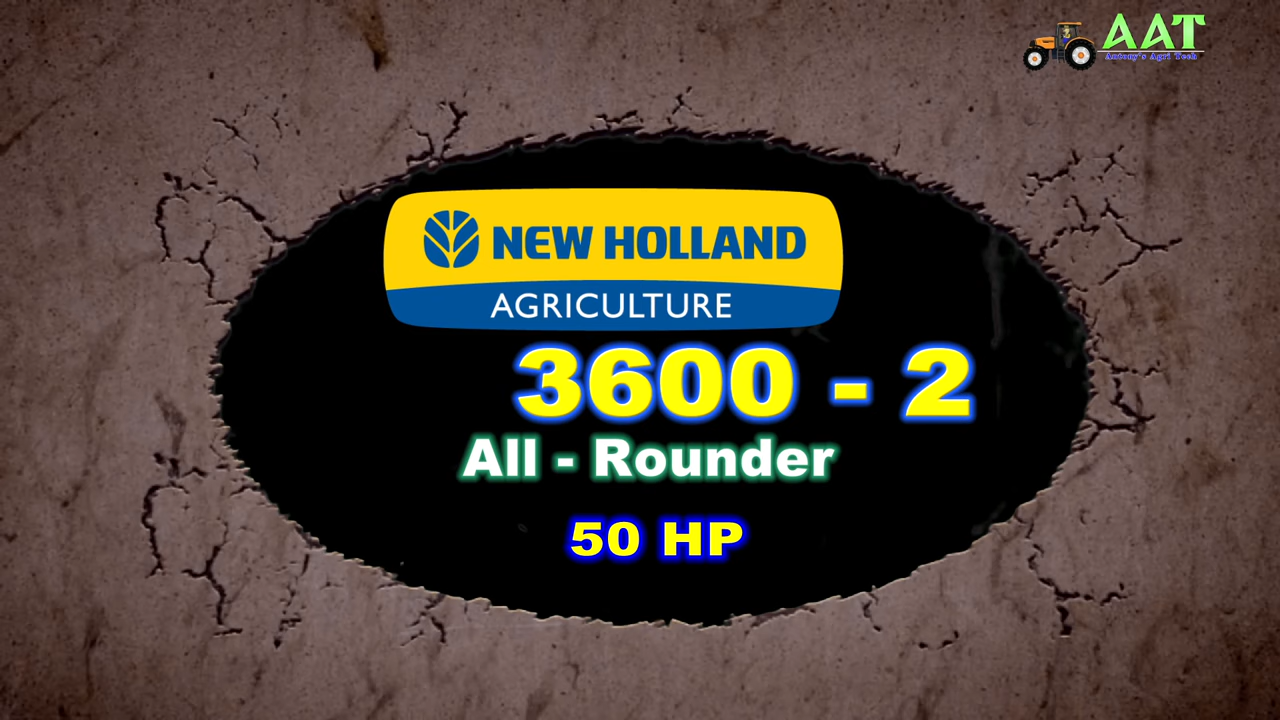 AAT
Antony's Agri Tech
NEW HOLLAND
AGRICULTURE
3600 - 2
All - Rounder
50 HP